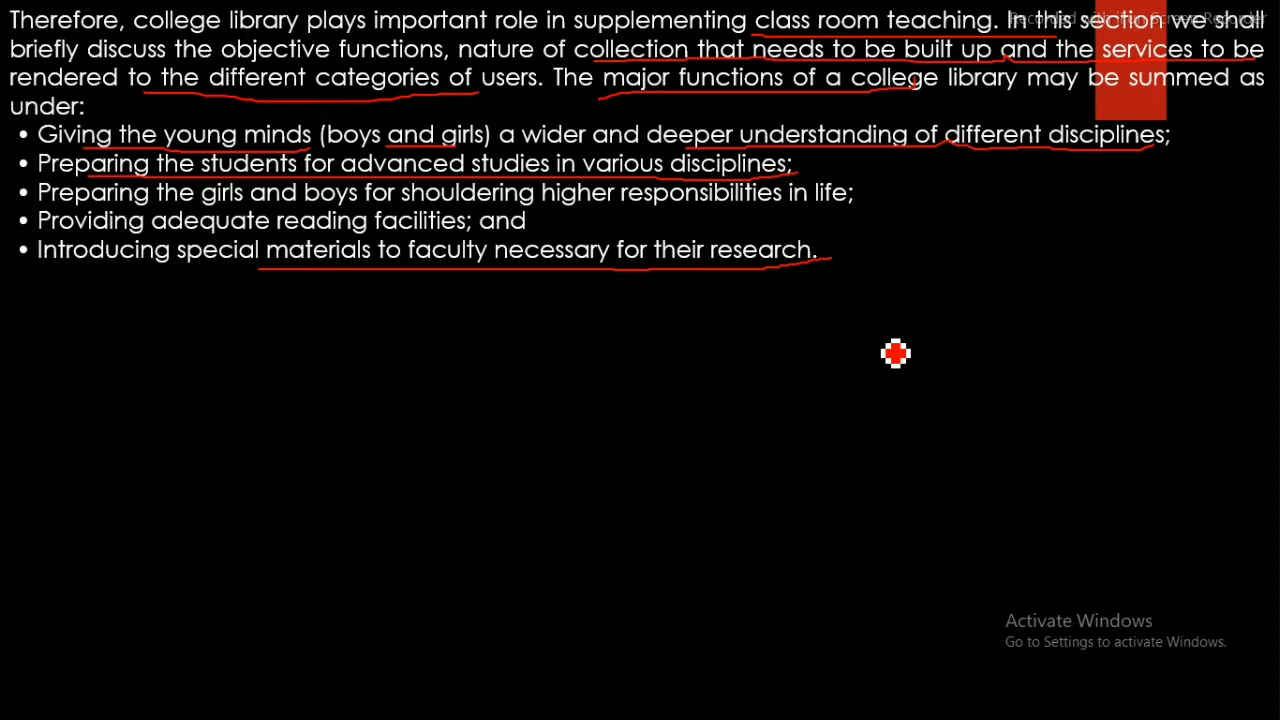 Therefore, college library plays important role in supplementing class room teaching. In this section we shall
briefly discuss the objective functions, nature of collection that needs to be built up and the services to be
rendered to the different categories of users. The major functions of a college library may be summed as
under:
• Giving the young minds (boys and girls) a wider and deeper understanding of different disciplines;
• Preparing the students for advanced studies in various disciplines;
• Preparing the girls and boys for shouldering higher responsibilities in life;
• Providing adequate reading facilities; and
• Introducing special materials to faculty necessary for their research.
Recorded with Screen Recorder
Activate Windows
Go to Settings to activate Windows.